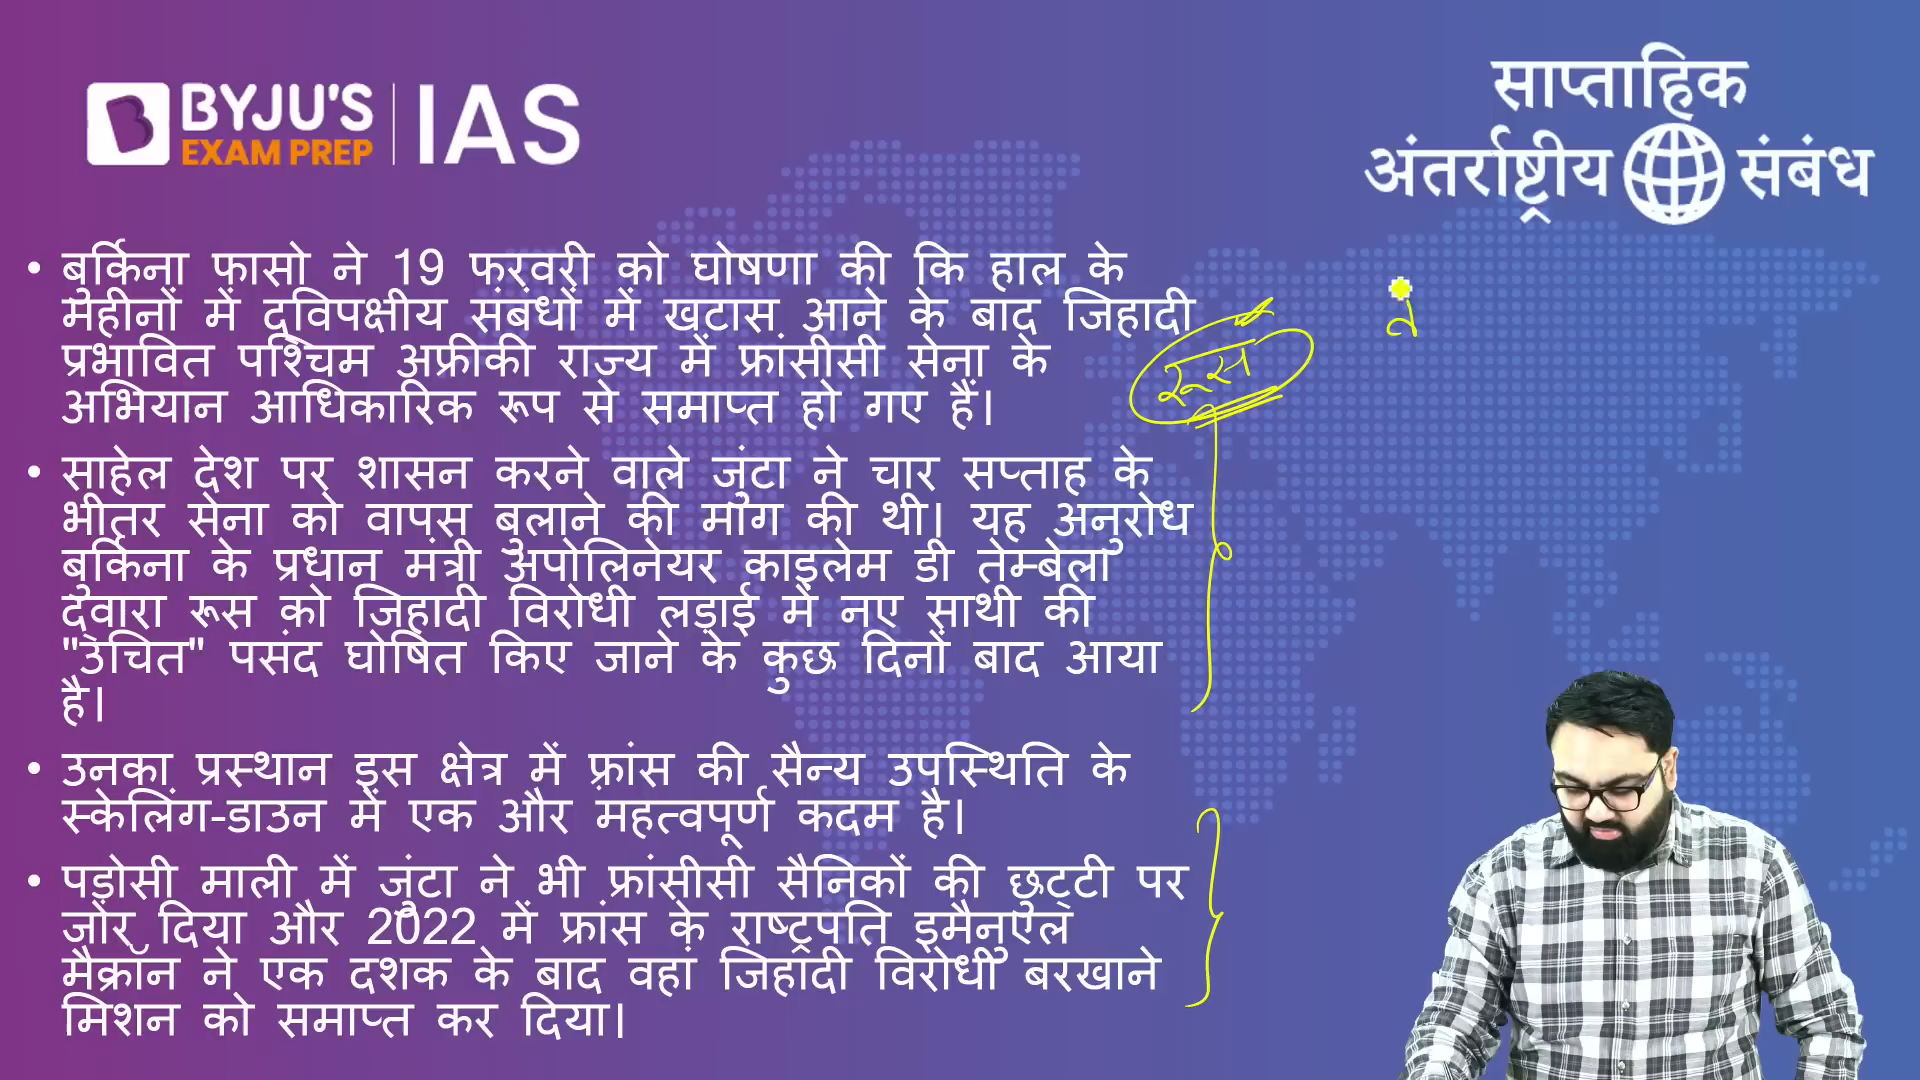 BYJU'S
EXAM PREP
IAS
साप्ताहिक
अंतर्राष्ट्रीय संबंध
• बुर्किना फासो ने 19 फरवरी को घोषणा की कि हाल के
महीनों में द्विपक्षीय संबंधों में खटास आने के बाद जिहादी
प्रभावित पश्चिम अफ्रीकी राज्य में फ्रांसीसी सेना के
अभियान आधिकारिक रूप से समाप्त हो गए हैं।
रूस
• साहेल देश पर शासन करने वाले जुंटा ने चार सप्ताह के
भीतर सेना को वापस बुलाने की मांग की थी। यह अनुरोध
बुर्किना के प्रधान मंत्री अपोलिनेयर काइलेम डी तेम्बेला
द्वारा रूस को जिहादी विरोधी लड़ाई में नए साथी की
"उचित" पसंद घोषित किए जाने के कुछ दिनों बाद आया
है।
• उनका प्रस्थान इस क्षेत्र में फ़्रांस की सैन्य उपस्थिति के
स्केलिंग-डाउन में एक और महत्वपूर्ण कदम है।
• पड़ोसी माली में जुंटा ने भी फ्रांसीसी सैनिकों की छुट्टी पर
जोर दिया और 2022 में फ्रांस के राष्ट्रपति इमैनुएल
मैक्रॉन ने एक दशक के बाद वहां जिहादी विरोधी बरखाने
मिशन को समाप्त कर दिया।